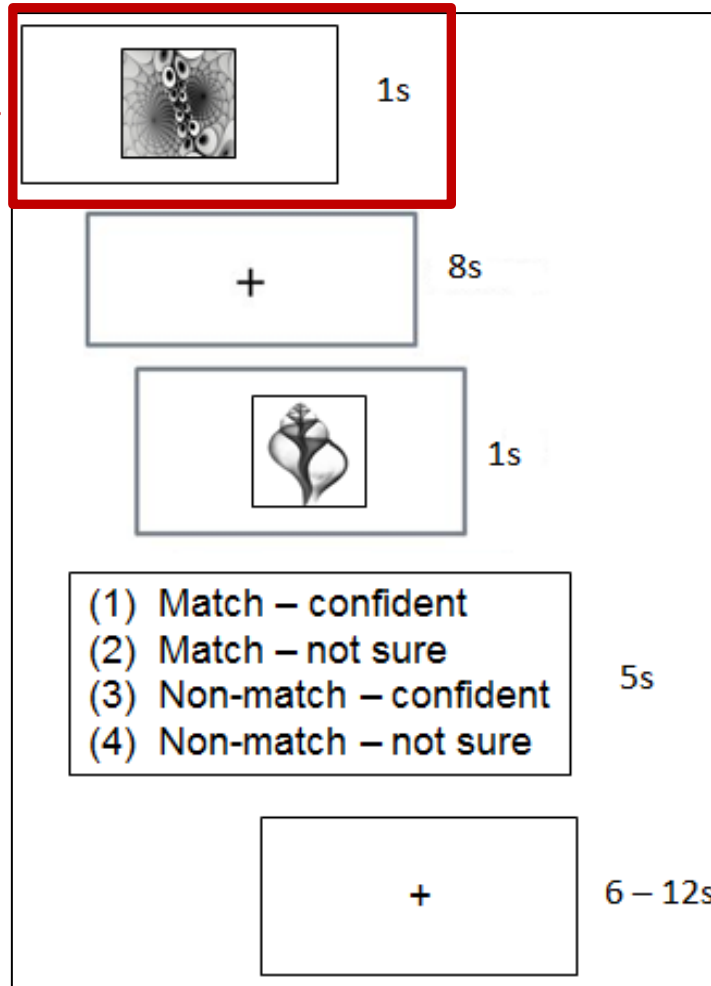 1s
+
8s
1s
(1) Match – confident
(2) Match – not sure
(3) Non-match – confident
(4) Non-match – not sure
5s
+
6 – 12s